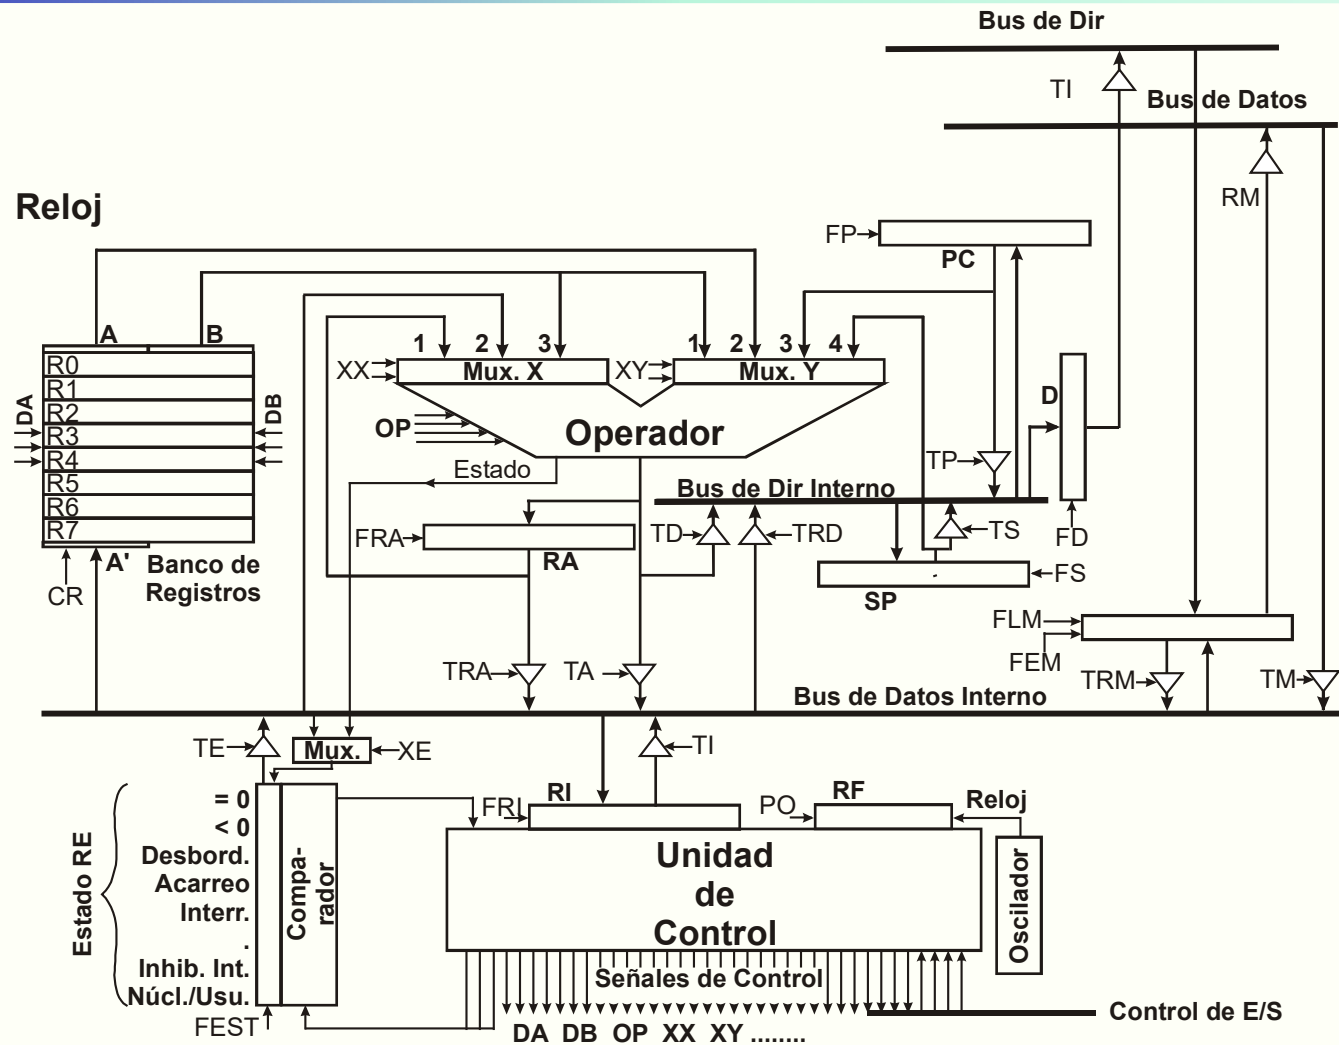 Bus de Dir
TI
Bus de Datos
RM
Reloj
FP
PC
A
B
1
2
3
1
2
3
4
XX
Mux. X
XY
Mux. Y
R0
R1
R2
R3
R4
R5
R6
R7
DA
DB
D
OP
Operador
Estado
TP
Bus de Dir Interno
FRA
RA
TD
TRD
TS
FD
A'
Banco de
Registros
CR
SP
FS
FLM
FEM
TRA
TA
TRM
TM
Bus de Datos Interno
TE
Mux.
XE
TI
= 0
< 0
Desbord.
Acarreo
Interr.
.
Inhib. Int.
Núcl./Usu.
Estado RE
Compa-
rador
FEST
FRI
RI
PO
RF
Reloj
Unidad
de
Control
Oscilador
Señales de Control
DA DB OP XX XY ........
Control de E/S